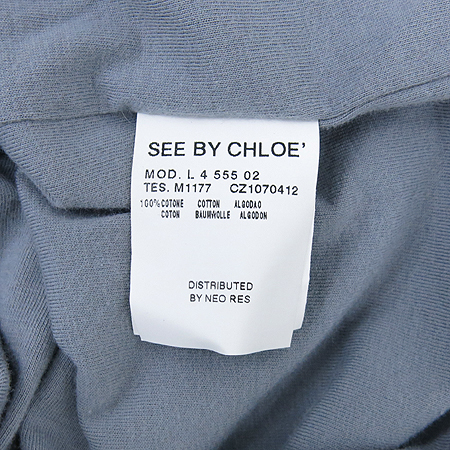 SEE BY CHLOE'
MOD. L 4 555 02
TES. M1177 CZ1070412
100%COTONE COTTON ALGODAO
COTON BAUMWOLLE ALGODON
DISTRIBUTED
BY NEO RES